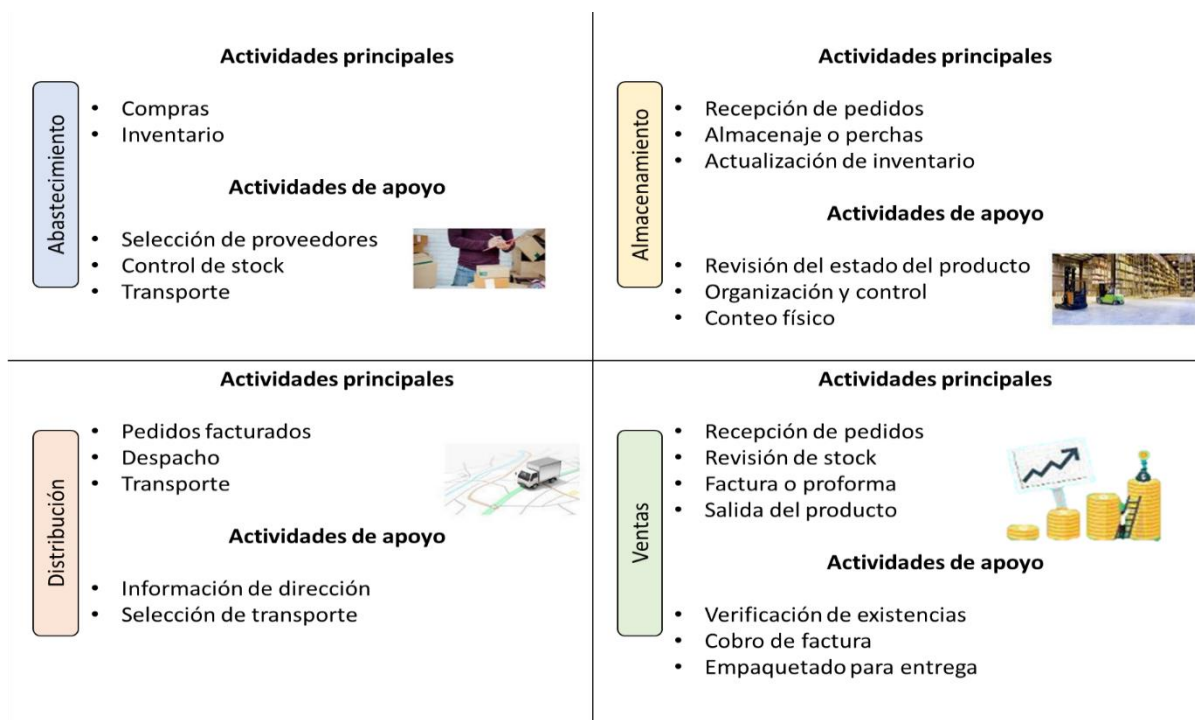 Abastecimiento
Actividades principales
Compras
Inventario
Actividades de apoyo
Selección de proveedores
Control de stock
Transporte
Almacenamiento
Actividades principales
Recepción de pedidos
Almacenaje o perchas
Actualización de inventario
Actividades de apoyo
Revisión del estado del producto
Organización y control
Conteo físico
Distribución
Actividades principales
Pedidos facturados
Despacho
Transporte
Actividades de apoyo
Información de dirección
Selección de transporte
Ventas
Actividades principales
Recepción de pedidos
Revisión de stock
Factura o proforma
Salida del producto
Actividades de apoyo
Verificación de existencias
Cobro de factura
Empaquetado para entrega